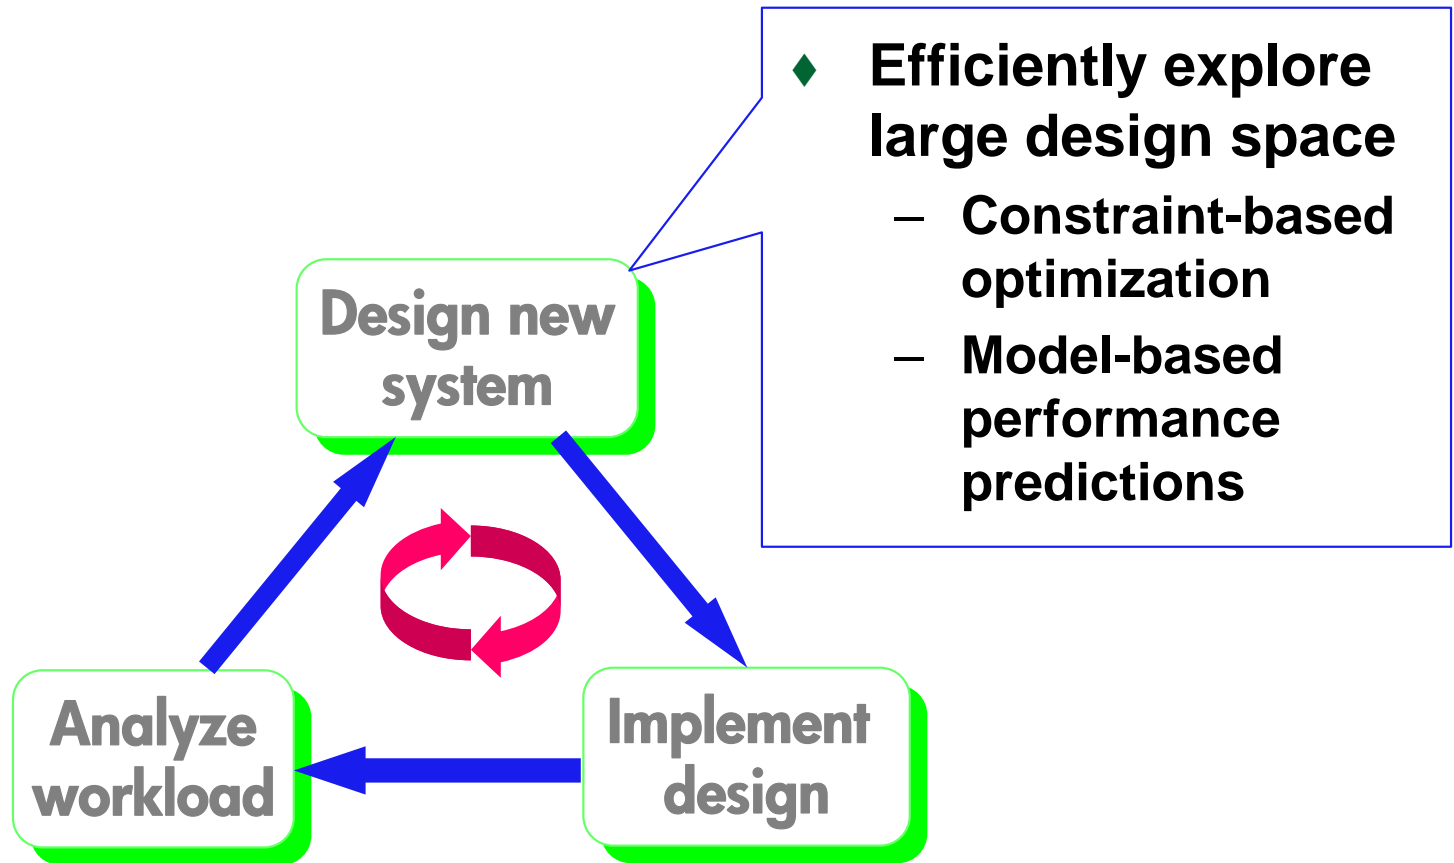 ♦ Efficiently explore
large design space
– Constraint-based
optimization
– Model-based
performance
predictions
Design new
system
Analyze
workload
Implement
design